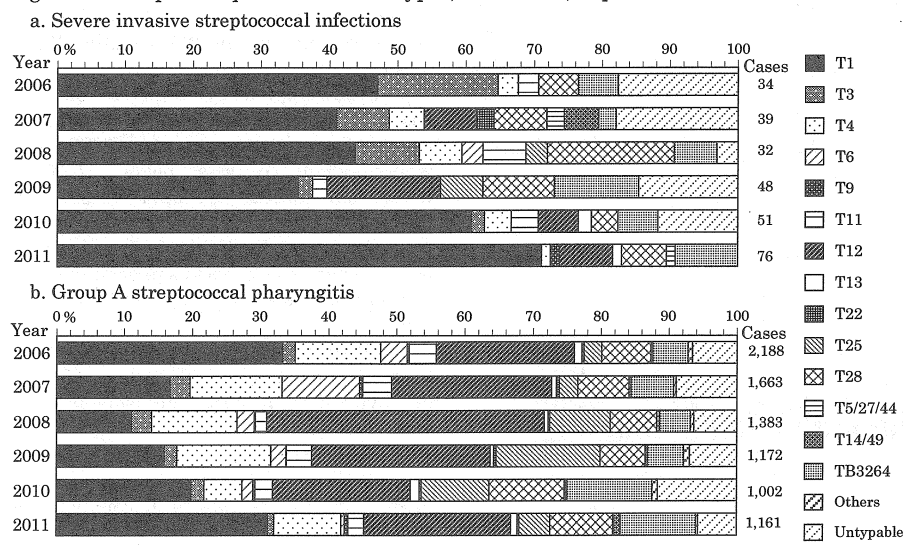 a. Severe invasive streptococcal infections
0 % 10 20 30 40 50 60 70 80 90 100
Year Cases
2006 34
2007 39
2008 32
2009 48
2010 51
2011 76
b. Group A streptococcal pharyngitis
0 % 10 20 30 40 50 60 70 80 90 100
Year Cases
2006 2,188
2007 1,663
2008 1,383
2009 1,172
2010 1,002
2011 1,161
T1
T3
T4
T6
T9
T11
T12
T13
T22
T25
T28
T5/27/44
T14/49
TB3264
Others
Untypable